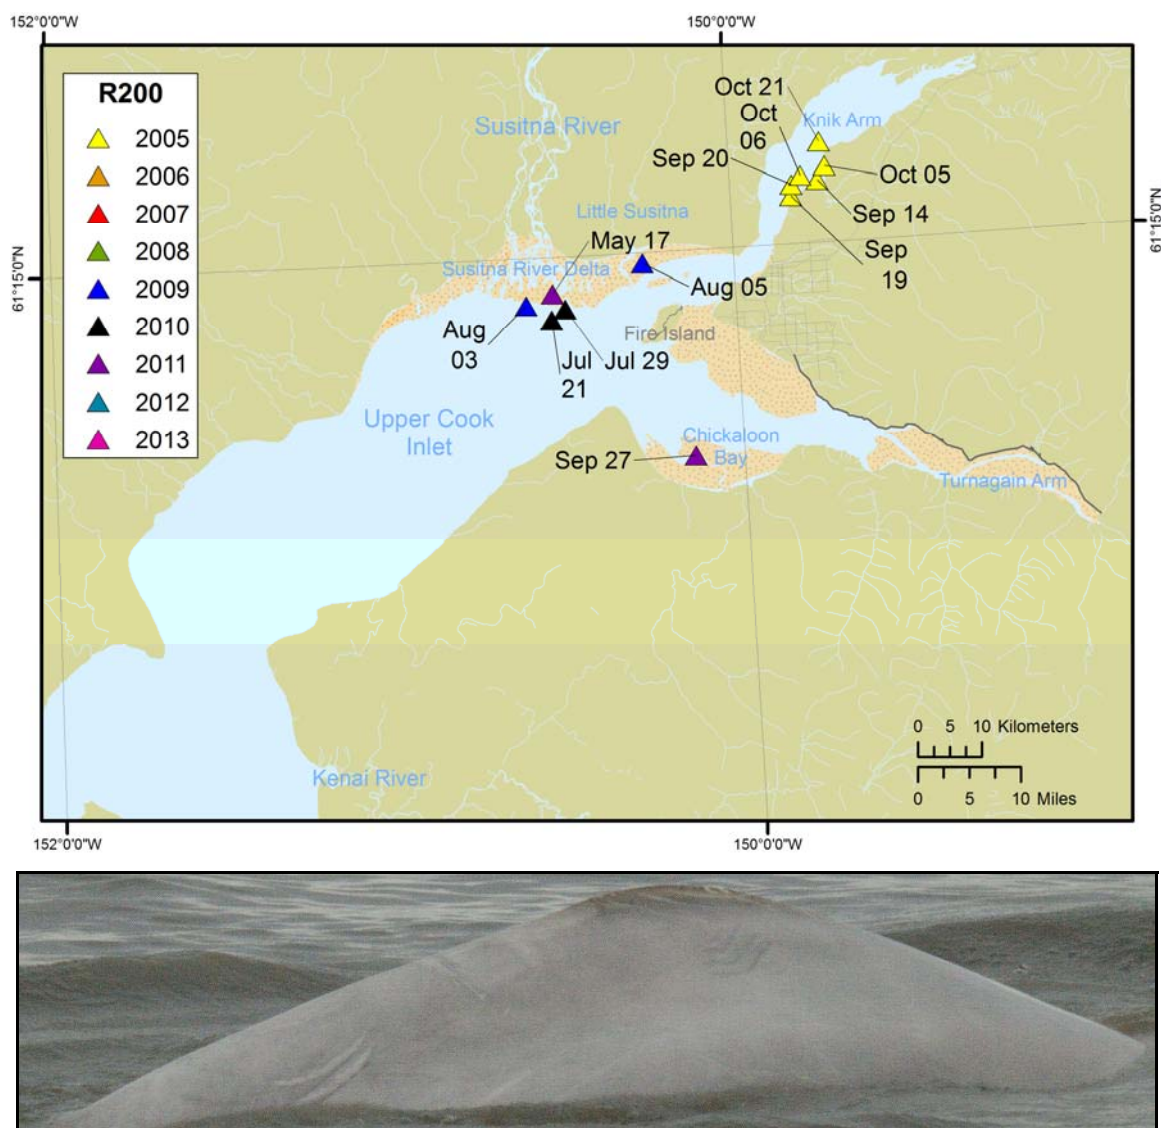 152°0'0"W
150°0'0"W
R200
2005
2006
2007
2008
2009
2010
2011
2012
2013
Susitna River
Oct 21
Oct
06
Knik Arm
Sep 20
Oct 05
Sep 14
Sep
19
61°15'0"N
Little Susitna
May 17
Susitna River Delta
61°15'0"N
Aug 05
Aug
03
Fire Island
Jul
21
Jul 29
Upper Cook
Inlet
Chickaloon
Bay
Sep 27
Turnagain Arm
Kenai River
0 5 10 Kilometers
0 5 10 Miles
152°0'0"W
150°0'0"W